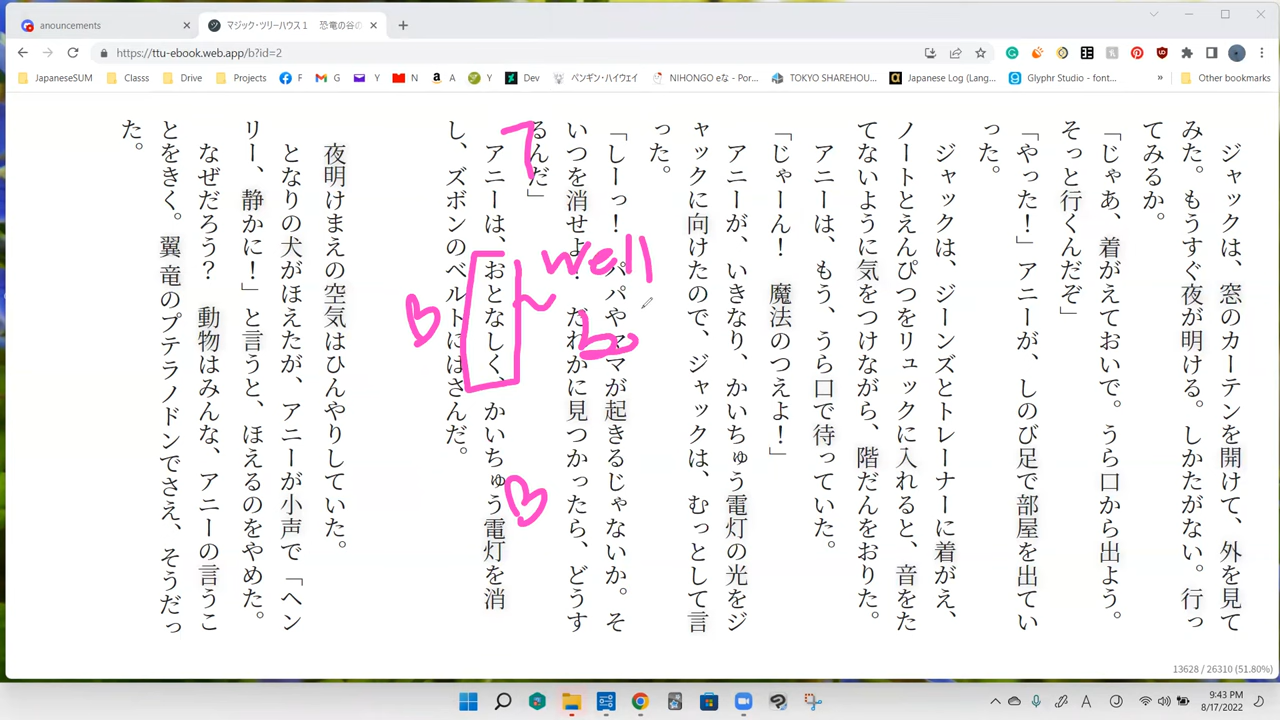 anouncements
マジック・ツリーハウス１　恐竜の谷の
https://ttu-ebook.web.app/b?id=2
JapaneseSUM
Classs
Drive
Projects
F
G
Y
N
A
Y
Dev
ペンギン・ハイウェイ
NIHONGO eな - Por...
TOKYO SHAREHOU...
Japanese Log (Lang...
Glyphr Studio - font...
»
Other bookmarks
ジャックは、窓のカーテンを開けて、外を見て
みた。もうすぐ夜が明ける。しかたがない。行っ
てみるか。
「じゃあ、着がえておいで。うら口から出よう。
そっと行くんだぞ」
「やった！」アニーが、しのび足で部屋を出てい
った。
ジャックは、ジーンズとトレーナーに着がえ、
ノートとえんぴつをリュックに入れると、音をた
てないように気をつけながら、階だんをおりた。
アニーは、もう、うら口で待っていた。
「じゃーん！　魔法のつえよ！」
アニーが、いきなり、かいちゅう電灯の光をジ
ャックに向けたので、ジャックは、むっとして言
った。
「しーっ！　パパやママが起きるじゃないか。そ
いつを消せよ！　だれかに見つかったら、どうす
るんだ」
アニーは、おとなしく、かいちゅう電灯を消
し、ズボンのベルトにはさんだ。
夜明けまえの空気はひんやりしていた。
となりの犬がほえたが、アニーが小声で「ヘン
リー、静かに！」と言うと、ほえるのをやめた。
なぜだろう？　動物はみんな、アニーの言うこ
とをきく。翼竜のプテラノドンでさえ、そうだっ
た。
well
13628 / 26310 (51.80%)
A
9:43 PM
8/17/2022